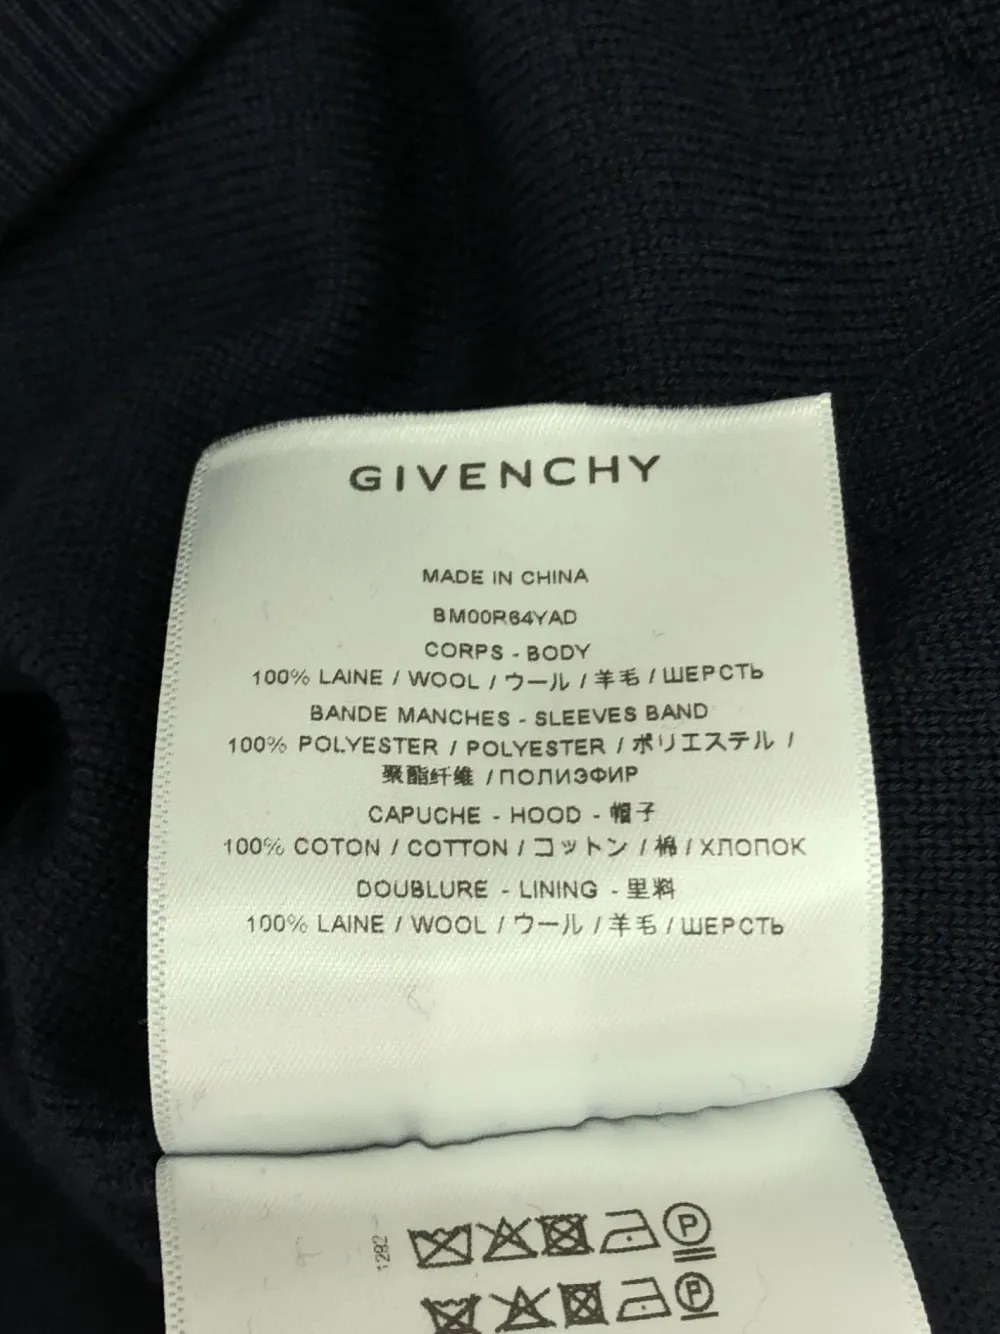 GIVENCHY
MADE IN CHINA
BM00R64YAD
CORPS - BODY
100% LAINE / WOOL / ウール / 羊毛 / ШЕРСТЬ
BANDE MANCHES - SLEEVES BAND
100% POLYESTER / POLYESTER / ポリエステル /
聚酯纤维 / ПОЛИЭФИР
CAPUCHE - HOOD - 帽子
100% COTON / COTTON / コットン / 棉 / ХЛОПОК
DOUBLURE - LINING - 里料
100% LAINE / WOOL / ウール / 羊毛 / ШЕРСТЬ
1282
P
P